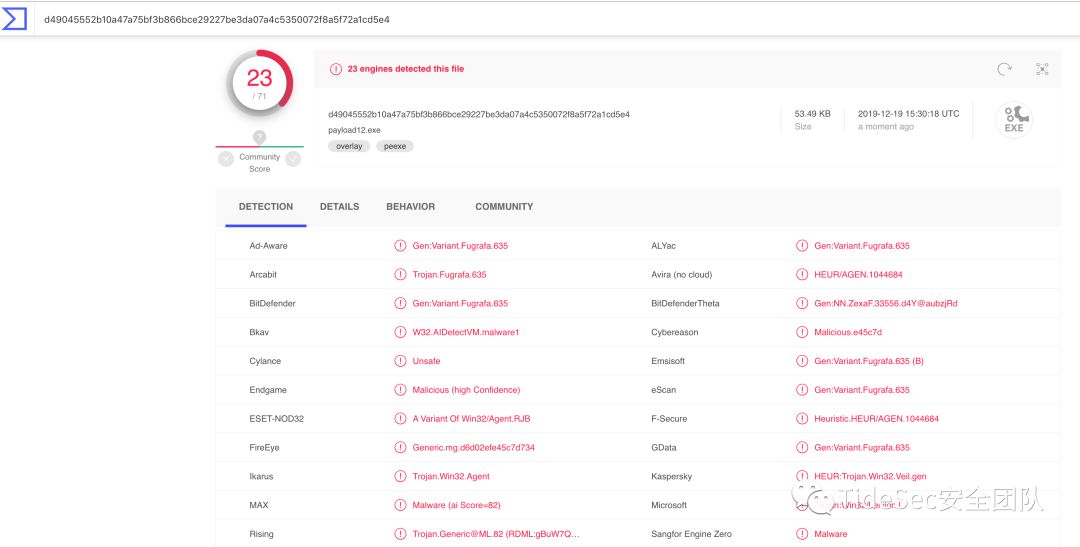 d49045552b10a47a75bf3b866bce29227be3da07a4c5350072f8a5f72a1cd5e4
23
/ 71
23 engines detected this file
d49045552b10a47a75bf3b866bce29227be3da07a4c5350072f8a5f72a1cd5e4
payload12.exe
overlay peexe
53.49 KB
Size
2019-12-19 15:30:18 UTC
a moment ago
EXE
?
Community
Score
DETECTION DETAILS BEHAVIOR COMMUNITY
Ad-Aware Gen:Variant.Fugrafa.635 ALYac Gen:Variant.Fugrafa.635
Arcabit Trojan.Fugrafa.635 Avira (no cloud) HEUR/AGEN.1044684
BitDefender Gen:Variant.Fugrafa.635 BitDefenderTheta Gen:NN.ZexaF.33556.d4Y@aubzjRd
Bkav W32.AIDetectVM.malware1 Cybereason Malicious.e45c7d
Cylance Unsafe Emsisoft Gen:Variant.Fugrafa.635 (B)
Endgame Malicious (high Confidence) eScan Gen:Variant.Fugrafa.635
ESET-NOD32 A Variant Of Win32/Agent.RJB F-Secure Heuristic.HEUR/AGEN.1044684
FireEye Generic.mg.d6d02efe45c7d734 GData Gen:Variant.Fugrafa.635
Ikarus Trojan.Win32.Agent Kaspersky HEUR:Trojan.Win32.Veil.gen
MAX Malware (ai Score=82) Microsoft
Rising Trojan.Generic@ML.82 (RDML:gBuW7Q... Sangfor Engine Zero Malware
TideSec安全团队